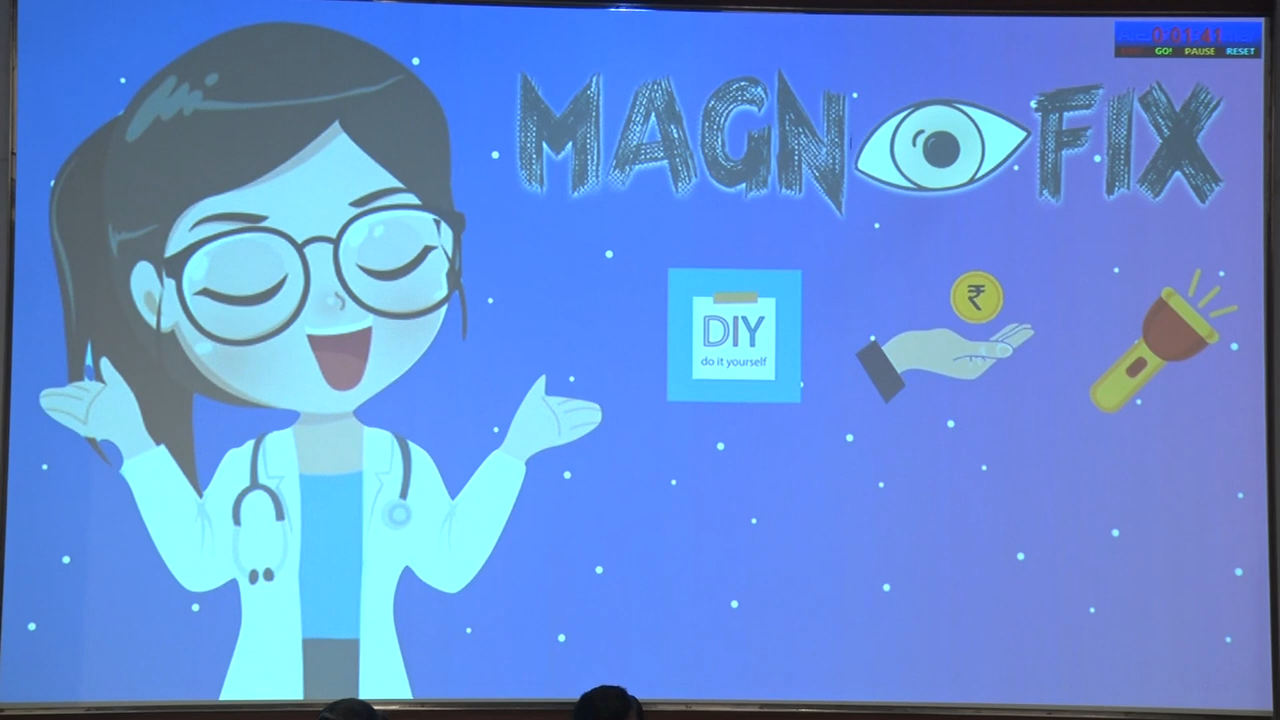 0:01:41
GO! PAUSE RESET
MAGN FIX
₹
DIY
do it yourself